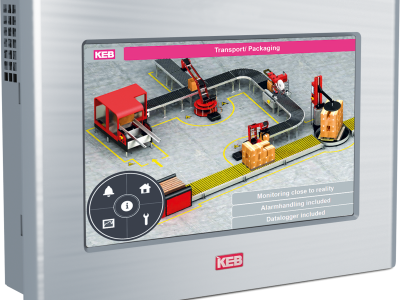 KEB
Transport/ Packaging
Monitoring close to reality
Alarmhandling included
Datalogger included
KEB